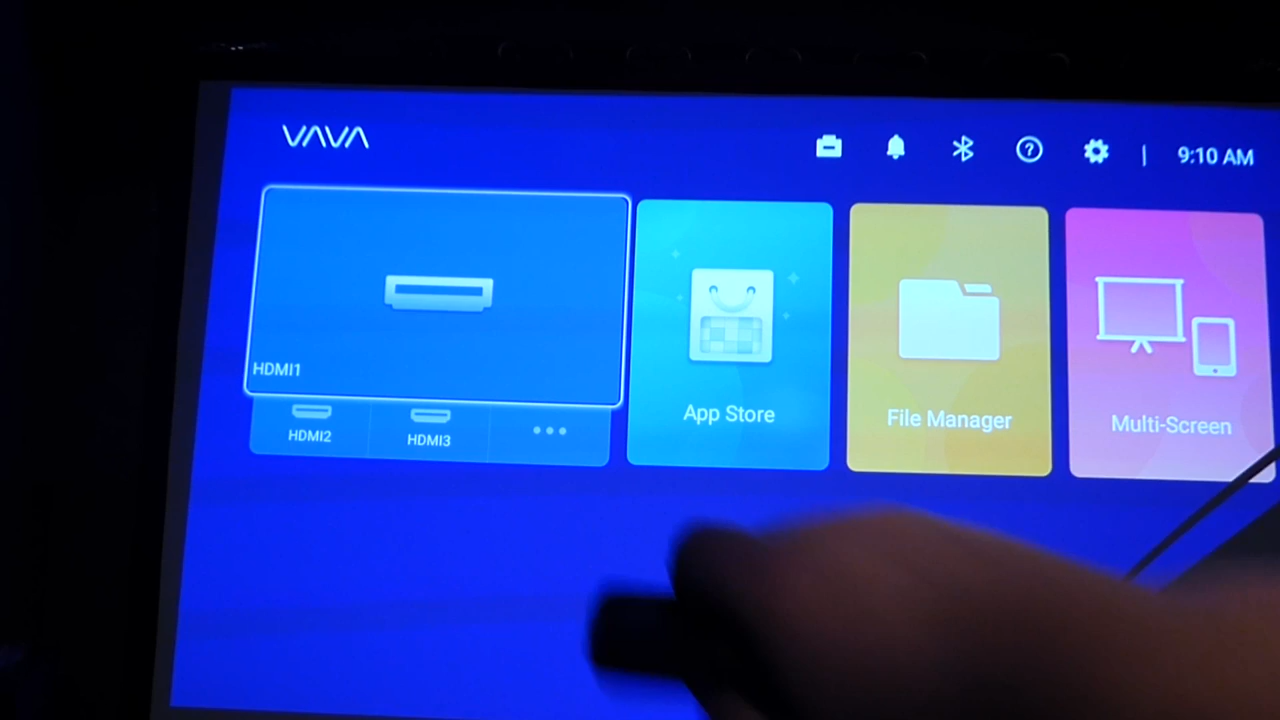 VAVA
9:10 AM
HDMI1
HDMI2
HDMI3
App Store
File Manager
Multi-Screen